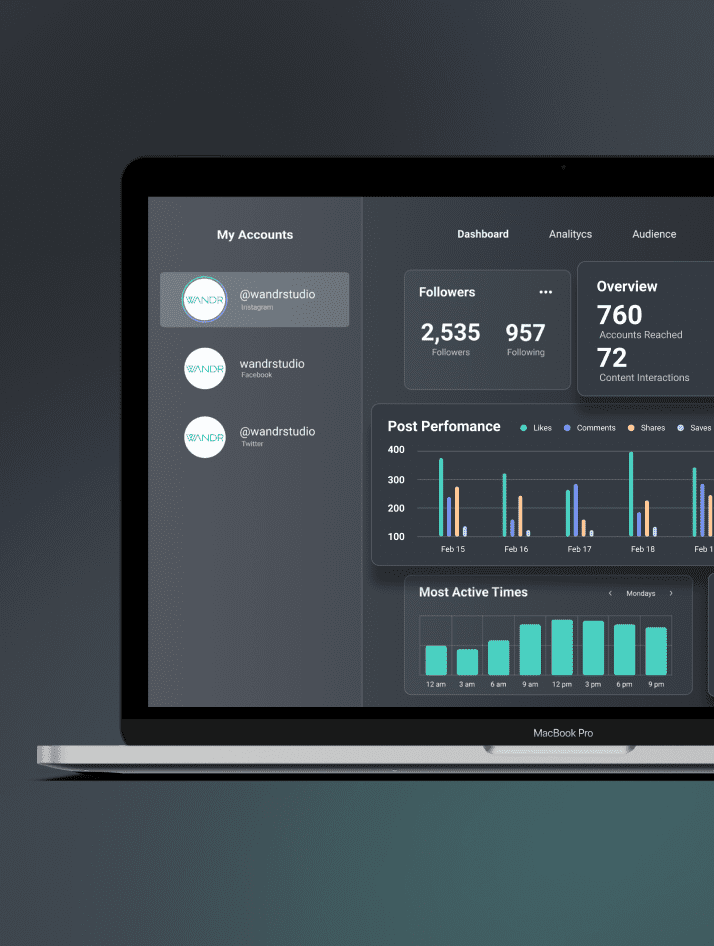 My Accounts
WANDR
@wandrstudio
Instagram
WANDR
wandrstudio
Facebook
WANDR
@wandrstudio
Twitter
Dashboard
Analitycs
Audience
Followers
2,535
957
Followers
Following
Overview
760
Accounts Reached
72
Content Interactions
Post Perfomance
Likes
Comments
Shares
Saves
400
300
200
100
Feb 15
Feb 16
Feb 17
Feb 18
Feb 1
Most Active Times
‹ Mondays ›
12 am
3 am
6 am
9 am
12 pm
3 pm
6 pm
9 pm
MacBook Pro